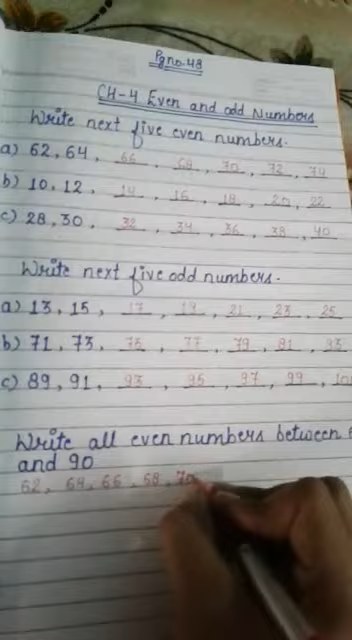 Pg no. 48
CH-4 Even and odd Numbers
Write next five even numbers.
a) 62, 64, 66, 68, 70, 72, 74
b) 10, 12, 14, 16, 18, 20, 22
c) 28, 30, 32, 34, 36, 38, 40
Write next five odd numbers.
a) 13, 15, 17, 19, 21, 23, 25
b) 71, 73, 75, 77, 79, 81, 83
c) 89, 91, 93, 95, 97, 99,
Write all even numbers between
and 90
62, 64, 66, 68, 70